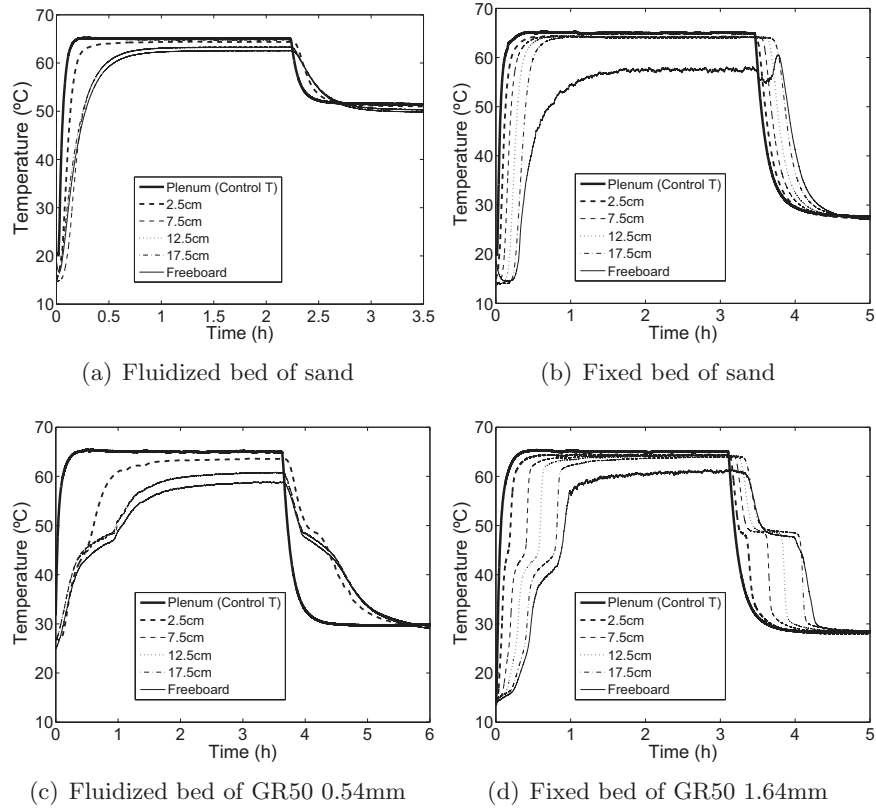 70
60
50
40
30
20
10
Temperature (ºC)
Plenum (Control T)
2.5cm
7.5cm
12.5cm
17.5cm
Freeboard
0 0.5 1 1.5 2 2.5 3 3.5
Time (h)
(a) Fluidized bed of sand
70
60
50
40
30
20
10
Temperature (ºC)
Plenum (Control T)
2.5cm
7.5cm
12.5cm
17.5cm
Freeboard
0 1 2 3 4 5
Time (h)
(b) Fixed bed of sand
70
60
50
40
30
20
10
Temperature (ºC)
Plenum (Control T)
2.5cm
7.5cm
12.5cm
17.5cm
Freeboard
0 1 2 3 4 5 6
Time (h)
(c) Fluidized bed of GR50 0.54mm
70
60
50
40
30
20
10
Temperature (ºC)
Plenum (Control T)
2.5cm
7.5cm
12.5cm
17.5cm
Freeboard
0 1 2 3 4 5
Time (h)
(d) Fixed bed of GR50 1.64mm